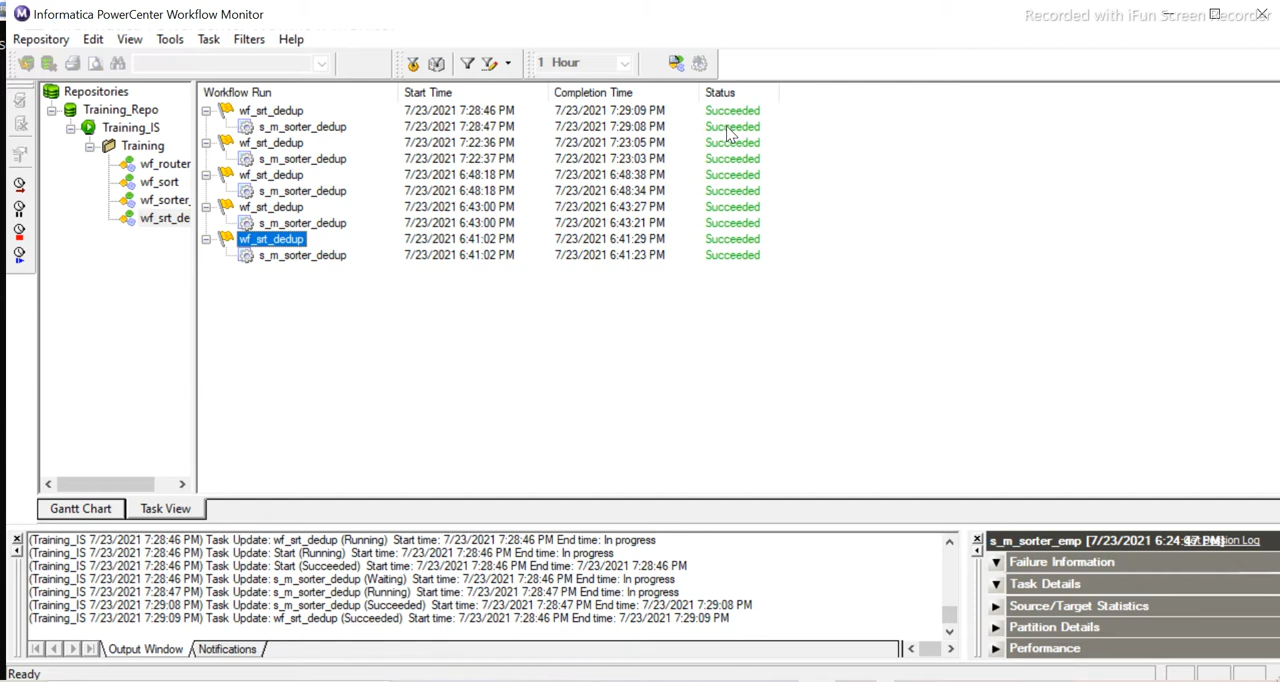 Informatica PowerCenter Workflow Monitor
Recorded with iFun Screen Recorder
Repository Edit View Tools Task Filters Help
1 Hour
Repositories
Training_Repo
Training_IS
Training
wf_router
wf_sort
wf_sorter_
wf_srt_de
Workflow Run Start Time Completion Time Status
wf_srt_dedup 7/23/2021 7:28:46 PM 7/23/2021 7:29:09 PM Succeeded
s_m_sorter_dedup 7/23/2021 7:28:47 PM 7/23/2021 7:29:08 PM Succeeded
wf_srt_dedup 7/23/2021 7:22:36 PM 7/23/2021 7:23:05 PM Succeeded
s_m_sorter_dedup 7/23/2021 7:22:37 PM 7/23/2021 7:23:03 PM Succeeded
wf_srt_dedup 7/23/2021 6:48:18 PM 7/23/2021 6:48:38 PM Succeeded
s_m_sorter_dedup 7/23/2021 6:48:18 PM 7/23/2021 6:48:34 PM Succeeded
wf_srt_dedup 7/23/2021 6:43:00 PM 7/23/2021 6:43:27 PM Succeeded
s_m_sorter_dedup 7/23/2021 6:43:00 PM 7/23/2021 6:43:21 PM Succeeded
wf_srt_dedup 7/23/2021 6:41:02 PM 7/23/2021 6:41:29 PM Succeeded
s_m_sorter_dedup 7/23/2021 6:41:02 PM 7/23/2021 6:41:23 PM Succeeded
Gantt Chart Task View
(Training_IS 7/23/2021 7:28:46 PM) Task Update: wf_srt_dedup (Running) Start time: 7/23/2021 7:28:46 PM End time: In progress
(Training_IS 7/23/2021 7:28:46 PM) Task Update: Start (Running) Start time: 7/23/2021 7:28:46 PM End time: In progress
(Training_IS 7/23/2021 7:28:46 PM) Task Update: Start (Succeeded) Start time: 7/23/2021 7:28:46 PM End time: 7/23/2021 7:28:46 PM
(Training_IS 7/23/2021 7:28:46 PM) Task Update: s_m_sorter_dedup (Waiting) Start time: 7/23/2021 7:28:46 PM End time: In progress
(Training_IS 7/23/2021 7:28:47 PM) Task Update: s_m_sorter_dedup (Running) Start time: 7/23/2021 7:28:47 PM End time: In progress
(Training_IS 7/23/2021 7:29:08 PM) Task Update: s_m_sorter_dedup (Succeeded) Start time: 7/23/2021 7:28:47 PM End time: 7/23/2021 7:29:08 PM
(Training_IS 7/23/2021 7:29:09 PM) Task Update: wf_srt_dedup (Succeeded) Start time: 7/23/2021 7:28:46 PM End time: 7/23/2021 7:29:09 PM
Output Window Notifications
s_m_sorter_emp [7/23/2021 6:24:47 PM] Log
Failure Information
Task Details
Source/Target Statistics
Partition Details
Performance
Ready